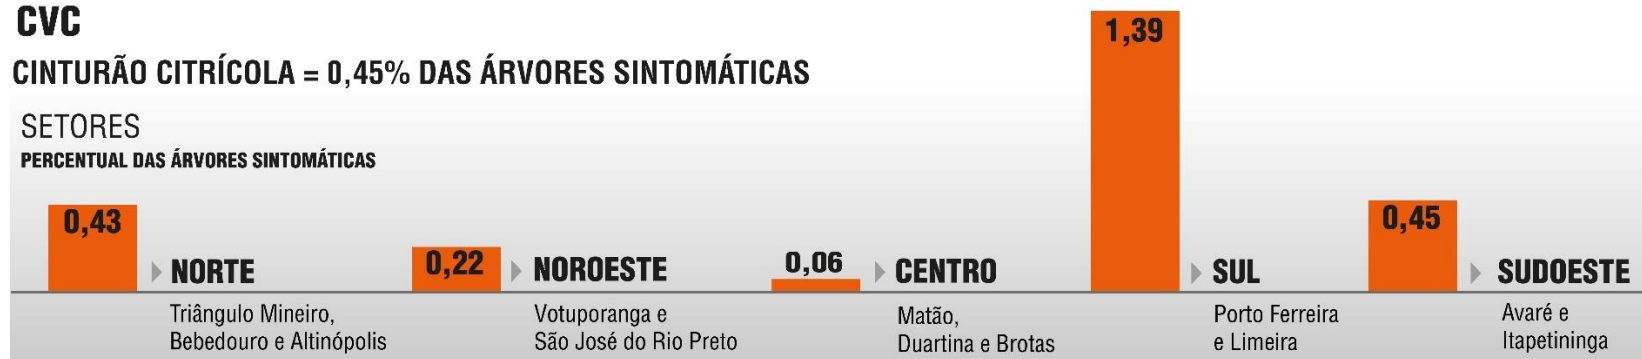 CVC
CINTURÃO CITRÍCOLA = 0,45% DAS ÁRVORES SINTOMÁTICAS
SETORES
PERCENTUAL DAS ÁRVORES SINTOMÁTICAS
0,43
NORTE
Triângulo Mineiro,
Bebedouro e Altinópolis
0,22
NOROESTE
Votuporanga e
São José do Rio Preto
0,06
CENTRO
Matão,
Duartina e Brotas
1,39
SUL
Porto Ferreira
e Limeira
0,45
SUDOESTE
Avaré e
Itapetininga